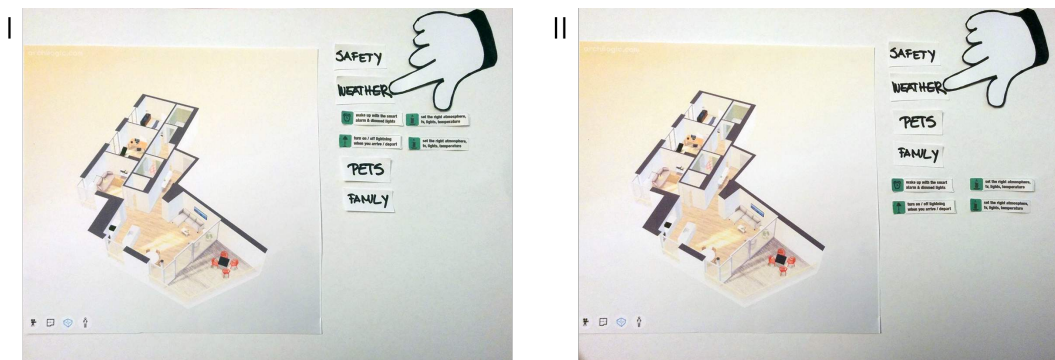 I
SAFETY
WEATHER
wake up with the smart
alarm & dimmed lights
set the right atmosphere,
tv, lights, temperature
turn on / off lightning
when you arrive / depart
set the right atmosphere,
tv, lights, temperature
PETS
FAMILY
II
SAFETY
WEATHER
PETS
FAMILY
wake up with the smart
alarm & dimmed lights
set the right atmosphere,
tv, lights, temperature
turn on / off lightning
when you arrive / depart
set the right atmosphere,
tv, lights, temperature